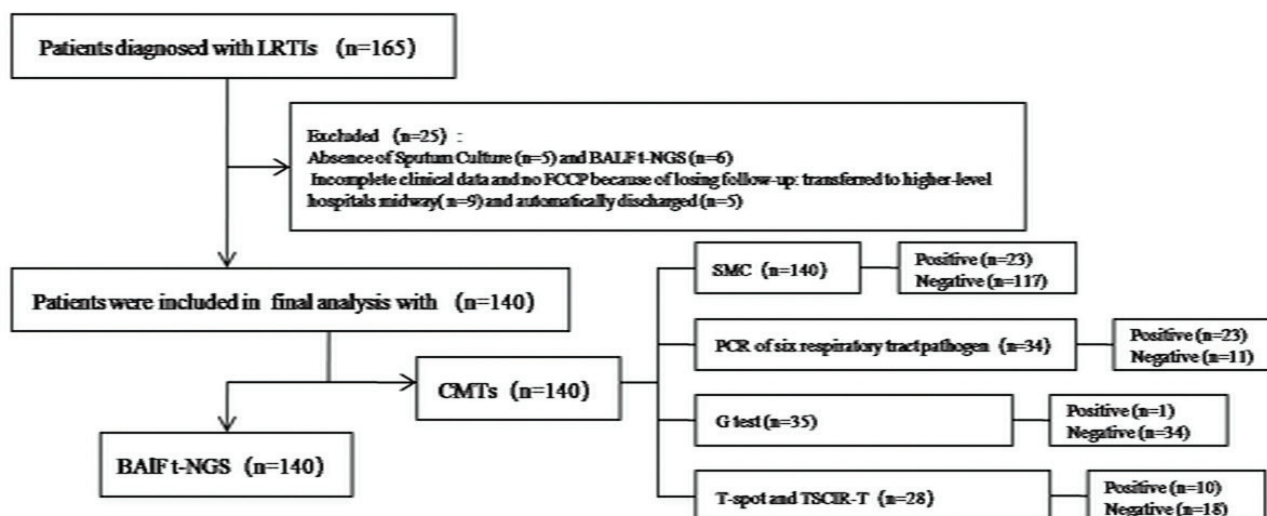 Patients diagnosed with LRTIs (n=165)
Excluded (n=25) :
Absence of Sputum Culture (n=5) and BALF t-NGS (n=6)
Incomplete clinical data and no FCCP because of losing follow-up: transferred to higher-level
hospitals midway( n=9) and automatically discharged (n=5)
Patients were included in final analysis with (n=140)
CMTs (n=140)
BAlF t-NGS (n=140)
SMC (n=140)
Positive (n=23)
Negative (n=117)
PCR of six respiratory tract pathogen (n=34)
Positive (n=23)
Negative (n=11)
G test (n=35)
Positive (n=1)
Negative (n=34)
T-spot and TSCIR-T (n=28)
Positive (n=10)
Negative (n=18)